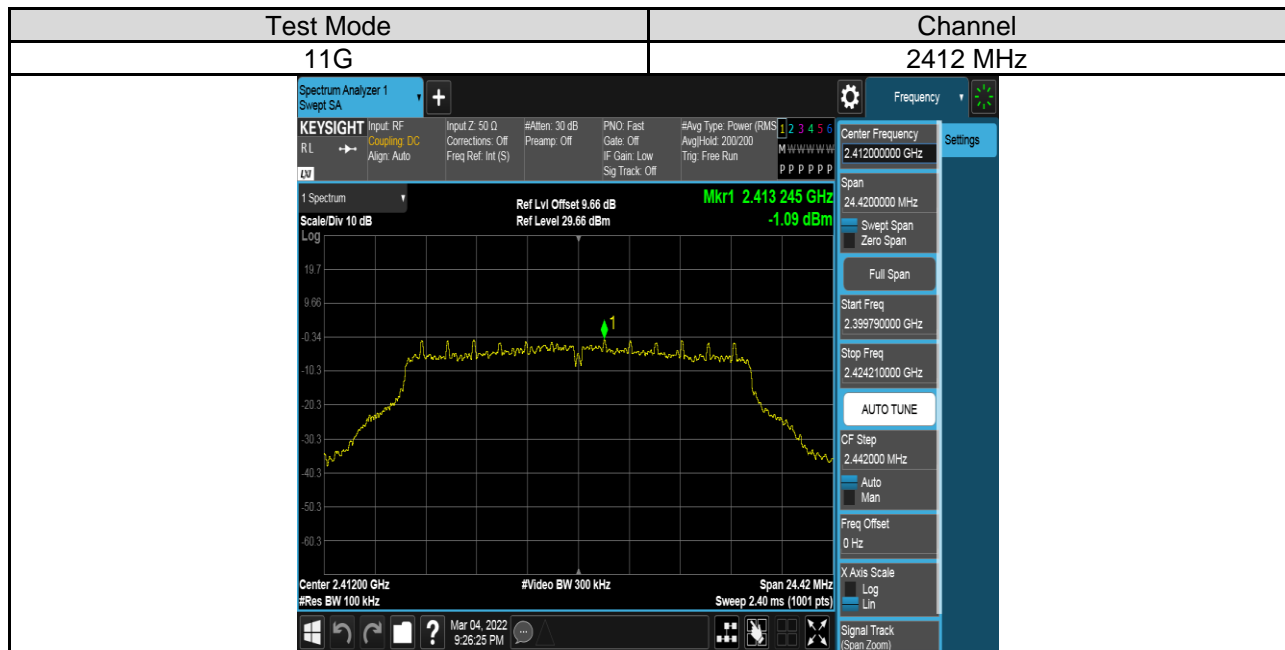 Test Mode Channel
11G 2412 MHz
Spectrum Analyzer 1
Swept SA
+
Frequency
KEYSIGHT
RL
LXI
Input: RF
Coupling: DC
Align: Auto
Input Z: 50 Ω
Corrections: Off
Freq Ref: Int (S)
#Atten: 30 dB
Preamp: Off
PNO: Fast
Gate: Off
IF Gain: Low
Sig Track: Off
#Avg Type: Power (RMS
Avg|Hold: 200/200
Trig: Free Run
1 2 3 4 5 6
M W W W W W
P P P P P P
1 Spectrum
Scale/Div 10 dB
Ref Lvl Offset 9.66 dB
Ref Level 29.66 dBm
Mkr1 2.413 245 GHz
-1.09 dBm
Log
19.7
9.66
-0.34
-10.3
-20.3
-30.3
-40.3
-50.3
-60.3
1
Center 2.41200 GHz
#Res BW 100 kHz
#Video BW 300 kHz
Span 24.42 MHz
Sweep 2.40 ms (1001 pts)
?
Mar 04, 2022
9:26:25 PM
Center Frequency
2.412000000 GHz
Span
24.4200000 MHz
Swept Span
Zero Span
Full Span
Start Freq
2.399790000 GHz
Stop Freq
2.424210000 GHz
AUTO TUNE
CF Step
2.442000 MHz
Auto
Man
Freq Offset
0 Hz
X Axis Scale
Log
Lin
Signal Track
(Span Zoom)
Settings